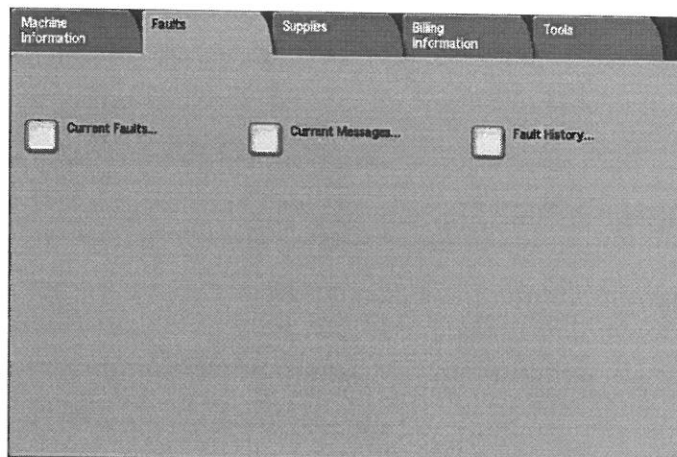 Machine
Information
Faults
Supplies
Billing
Information
Tools
Current Faults...
Current Messages...
Fault History...